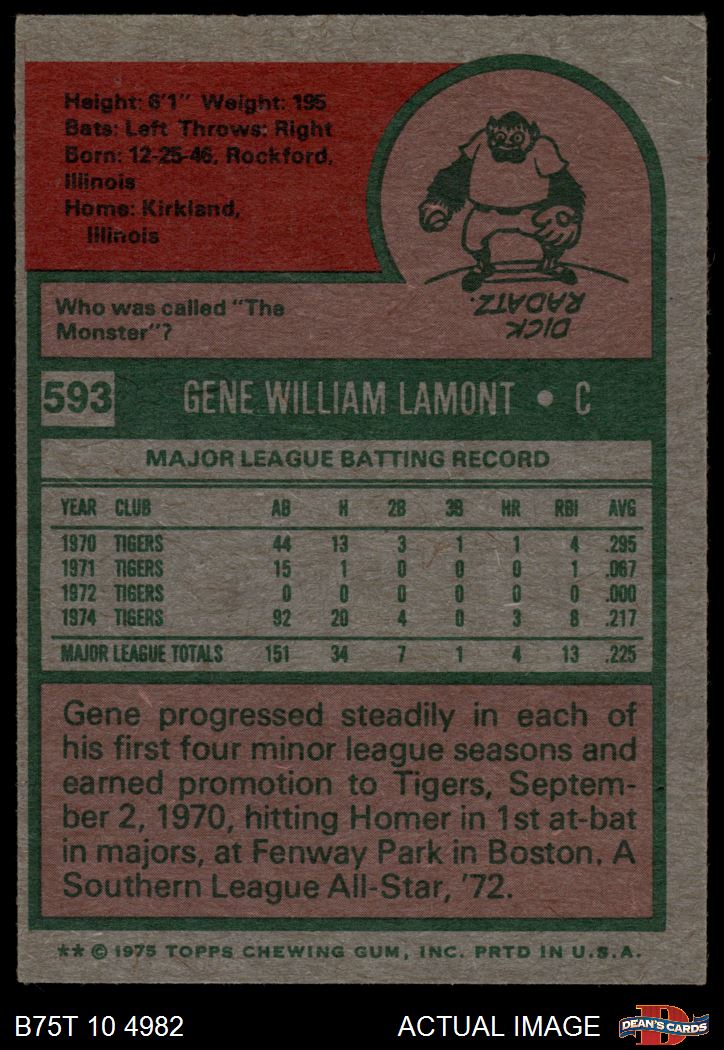 Height: 6'1" Weight: 195
Bats: Left Throws: Right
Born: 12-25-46, Rockford,
Illinois
Home: Kirkland,
Illinois
DICK
RADATZ.
Who was called "The
Monster"?
593 GENE WILLIAM LAMONT • C
MAJOR LEAGUE BATTING RECORD
YEAR CLUB AB H 2B 3B HR RBI AVG
1970 TIGERS 44 13 3 1 1 4 .295
1971 TIGERS 15 1 0 0 0 1 .067
1972 TIGERS 0 0 0 0 0 0 .000
1974 TIGERS 92 20 4 0 3 8 .217
MAJOR LEAGUE TOTALS 151 34 7 1 4 13 .225
Gene progressed steadily in each of
his first four minor league seasons and
earned promotion to Tigers, Septem-
ber 2, 1970, hitting Homer in 1st at-bat
in majors, at Fenway Park in Boston. A
Southern League All-Star, '72.
** © 1975 TOPPS CHEWING GUM, INC. PRTD IN U.S.A.
B75T 10 4982 ACTUAL IMAGE D DEAN'S CARDS